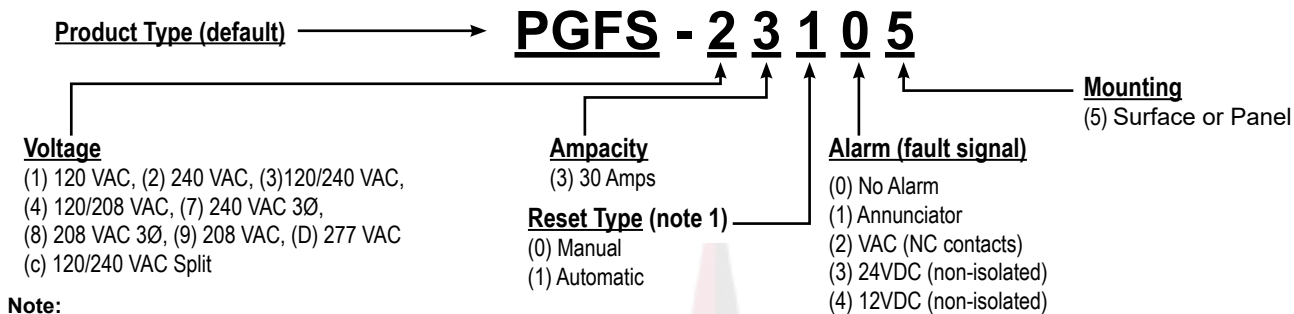 Product Type (default)
PGFS - 2 3 1 0 5
Mounting
(5) Surface or Panel
Voltage
(1) 120 VAC, (2) 240 VAC, (3)120/240 VAC,
(4) 120/208 VAC, (7) 240 VAC 3Ø,
(8) 208 VAC 3Ø, (9) 208 VAC, (D) 277 VAC
(c) 120/240 VAC Split
Ampacity
(3) 30 Amps
Reset Type (note 1)
(0) Manual
(1) Automatic
Alarm (fault signal)
(0) No Alarm
(1) Annunciator
(2) VAC (NC contacts)
(3) 24VDC (non-isolated)
(4) 12VDC (non-isolated)
Note: